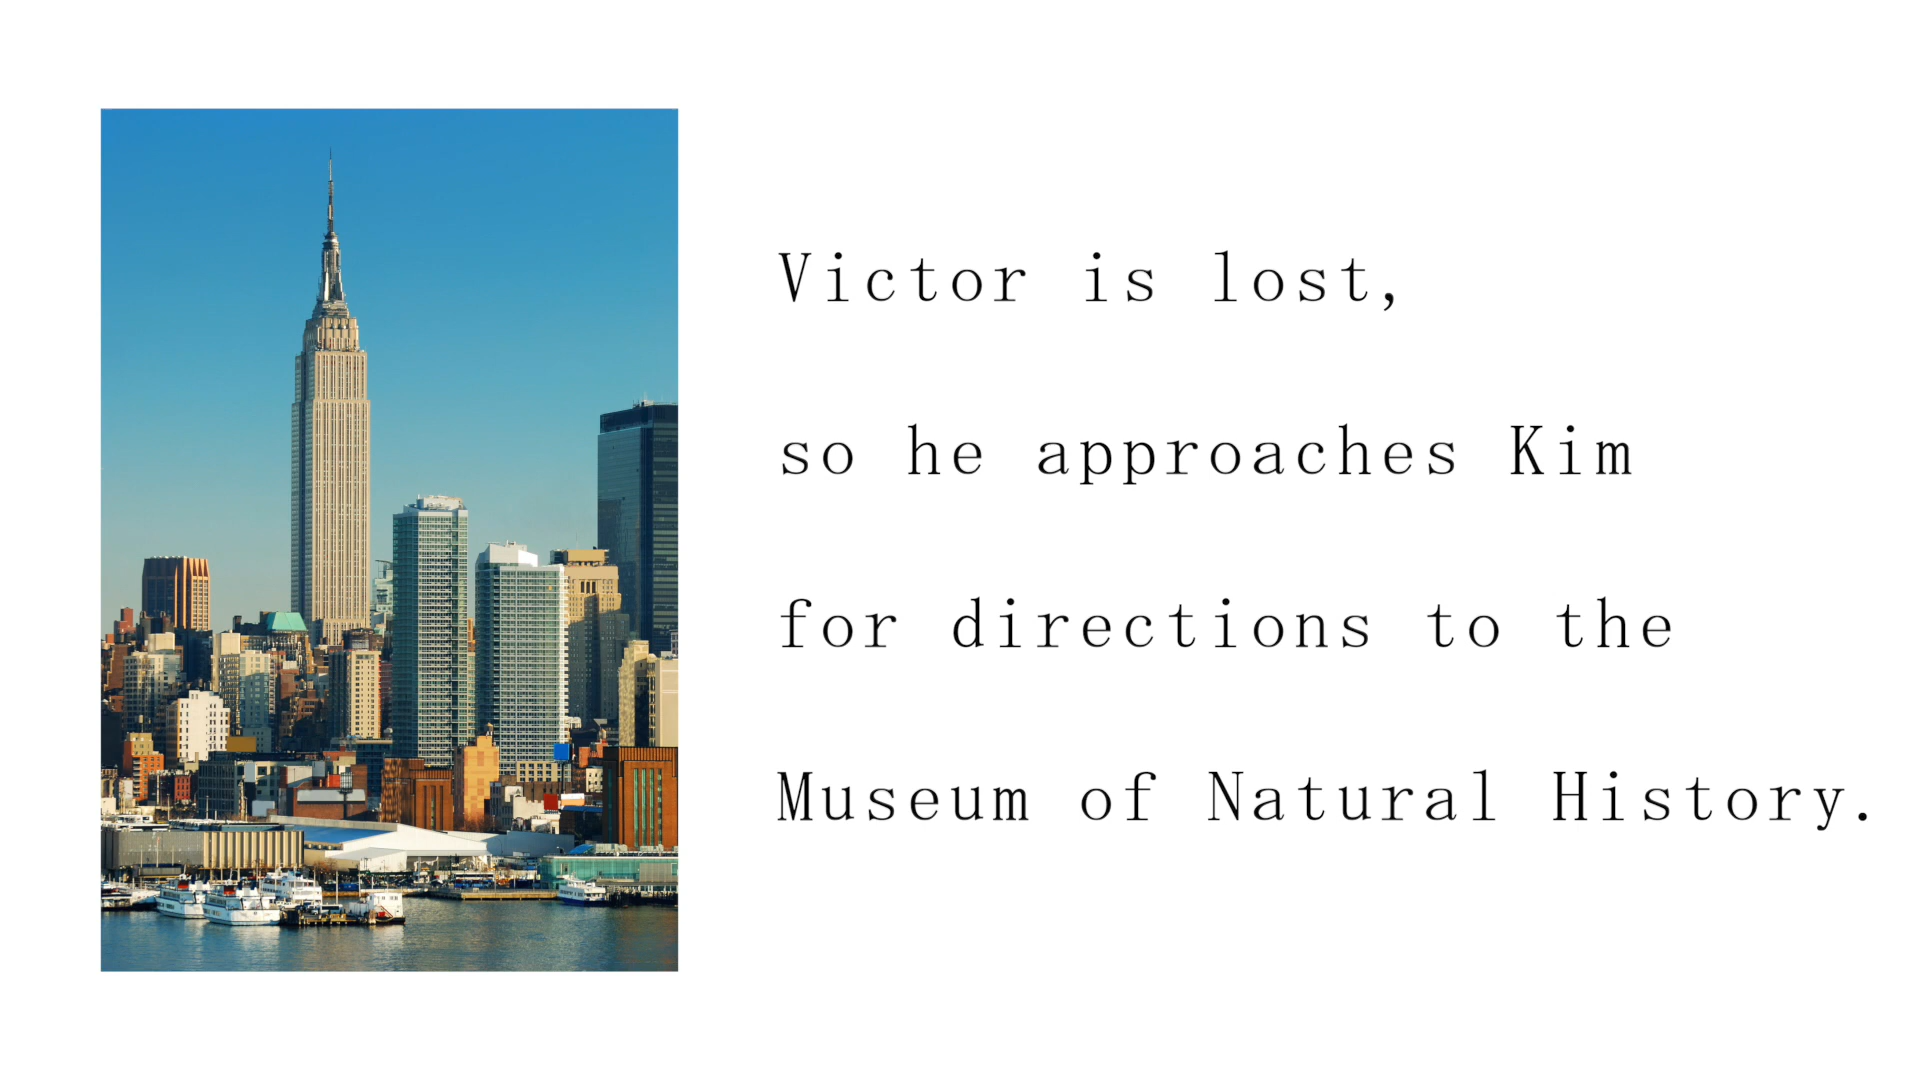 Victor is lost,
so he approaches Kim
for directions to the
Museum of Natural History.